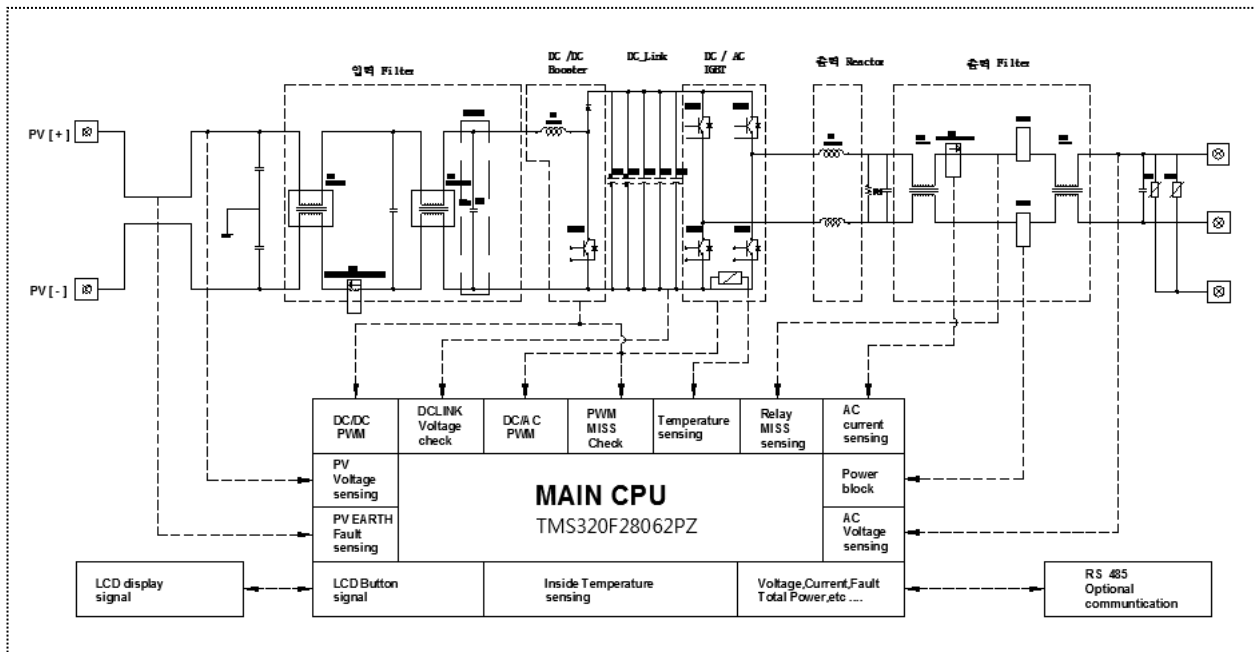 DC /DC
Booster
DC_Link
DC / AC
IGBT
입력 Filter
출력 Reactor
출력 Filter
PV [+]
PV [-]
DC/DC
PWM
DCLINK
Voltage
check
DC/AC
PWM
PWM
MISS
Check
Temperature
sensing
Relay
MISS
sensing
AC
current
sensing
PV
Voltage
sensing
Power
block
MAIN CPU
TMS320F28062PZ
PV EARTH
Fault
sensing
AC
Voltage
sensing
LCD display
signal
LCD Button
signal
Inside Temperature
sensing
Voltage,Current,Fault
Total Power,etc ....
RS 485
Optional
communtication